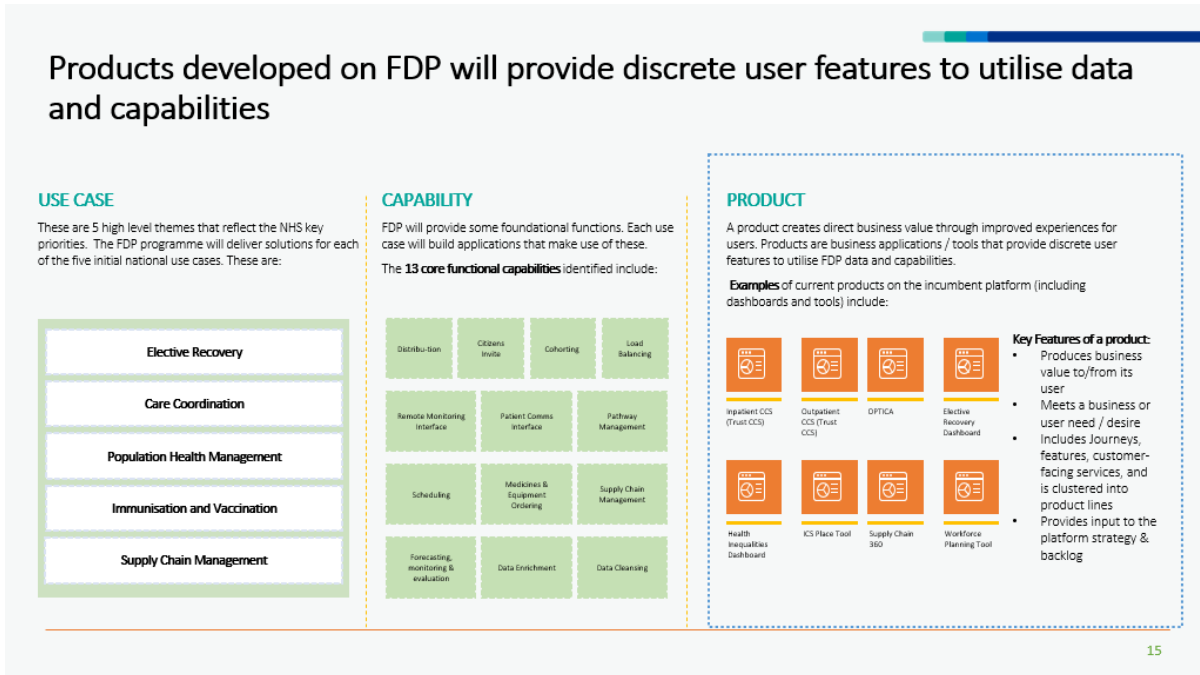 Products developed on FDP will provide discrete user features to utilise data
and capabilities
USE CASE
These are 5 high level themes that reflect the NHS key
priorities. The FDP programme will deliver solutions for each
of the five initial national use cases. These are:
Elective Recovery
Care Coordination
Population Health Management
Immunisation and Vaccination
Supply Chain Management
CAPABILITY
FDP will provide some foundational functions. Each use
case will build applications that make use of these.
The 13 core functional capabilities identified include:
Distribu-tion
Citizens
Invite
Cohorting
Load
Balancing
Remote Monitoring
Interface
Patient Comms
Interface
Pathway
Management
Scheduling
Medicines &
Equipment
Ordering
Supply Chain
Management
Forecasting,
monitoring &
evaluation
Data Enrichment
Data Cleansing
PRODUCT
A product creates direct business value through improved experiences for
users. Products are business applications / tools that provide discrete user
features to utilise FDP data and capabilities.
Examples of current products on the incumbent platform (including
dashboards and tools) include:
Inpatient CCS
(Trust CCS)
Outpatient
CCS (Trust
CCS)
OPTICA
Elective
Recovery
Dashboard
Health
Inequalities
Dashboard
ICS Place Tool
Supply Chain
360
Workforce
Planning Tool
Key Features of a product:
• Produces business
value to/from its
user
• Meets a business or
user need / desire
• Includes Journeys,
features, customer-
facing services, and
is clustered into
product lines
• Provides input to the
platform strategy &
backlog
15